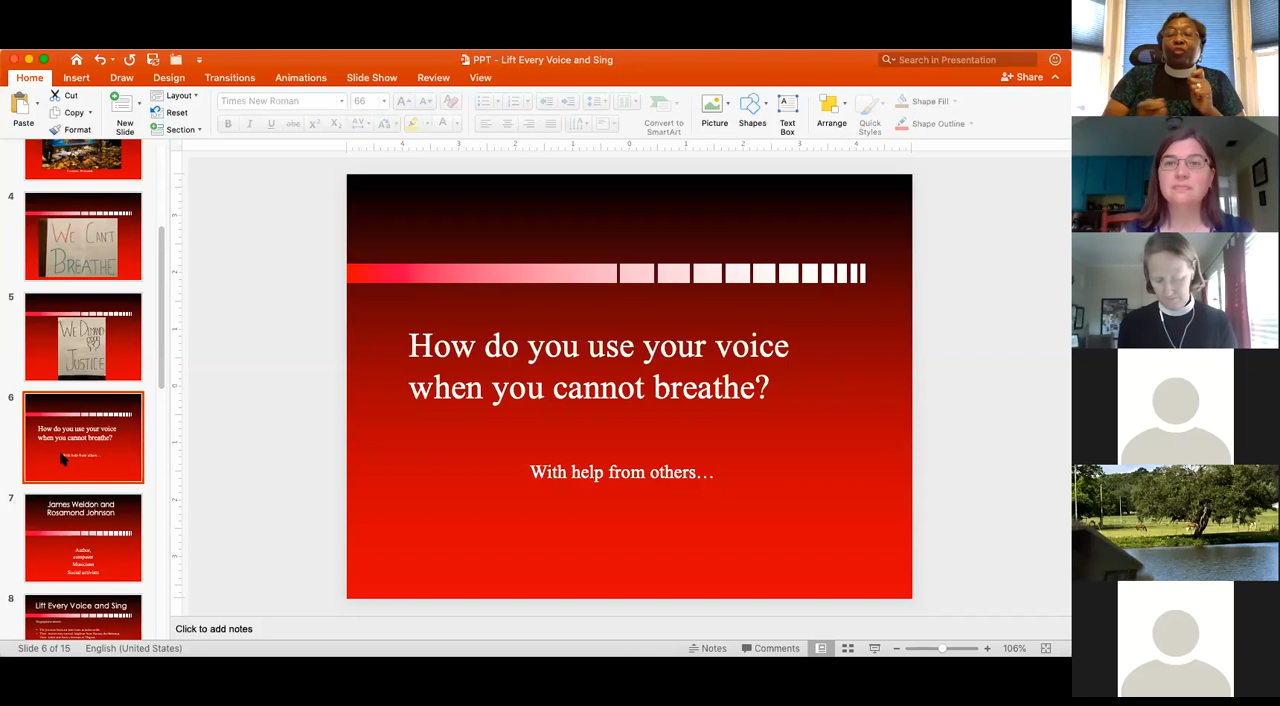 PPT - Lift Every Voice and Sing
Search in Presentation
Home Insert Draw Design Transitions Animations Slide Show Review View
Share
Paste
Cut
Copy
Format
New Slide
Layout
Reset
Section
Times New Roman
66
Convert to SmartArt
Picture
Shapes
Text Box
Arrange
Quick Styles
Shape Fill
Shape Outline
4
WE CAN'T
BREATHE
5
WE DEMAND
JUSTICE
6
How do you use your voice
when you cannot breathe?
With help from others...
7
James Weldon and
Rosamond Johnson
Author,
composer
Musicians
Social activists
8
Lift Every Voice and Sing
How do you use your voice
when you cannot breathe?
With help from others…
Click to add notes
Slide 6 of 15
English (United States)
Notes
Comments
106%